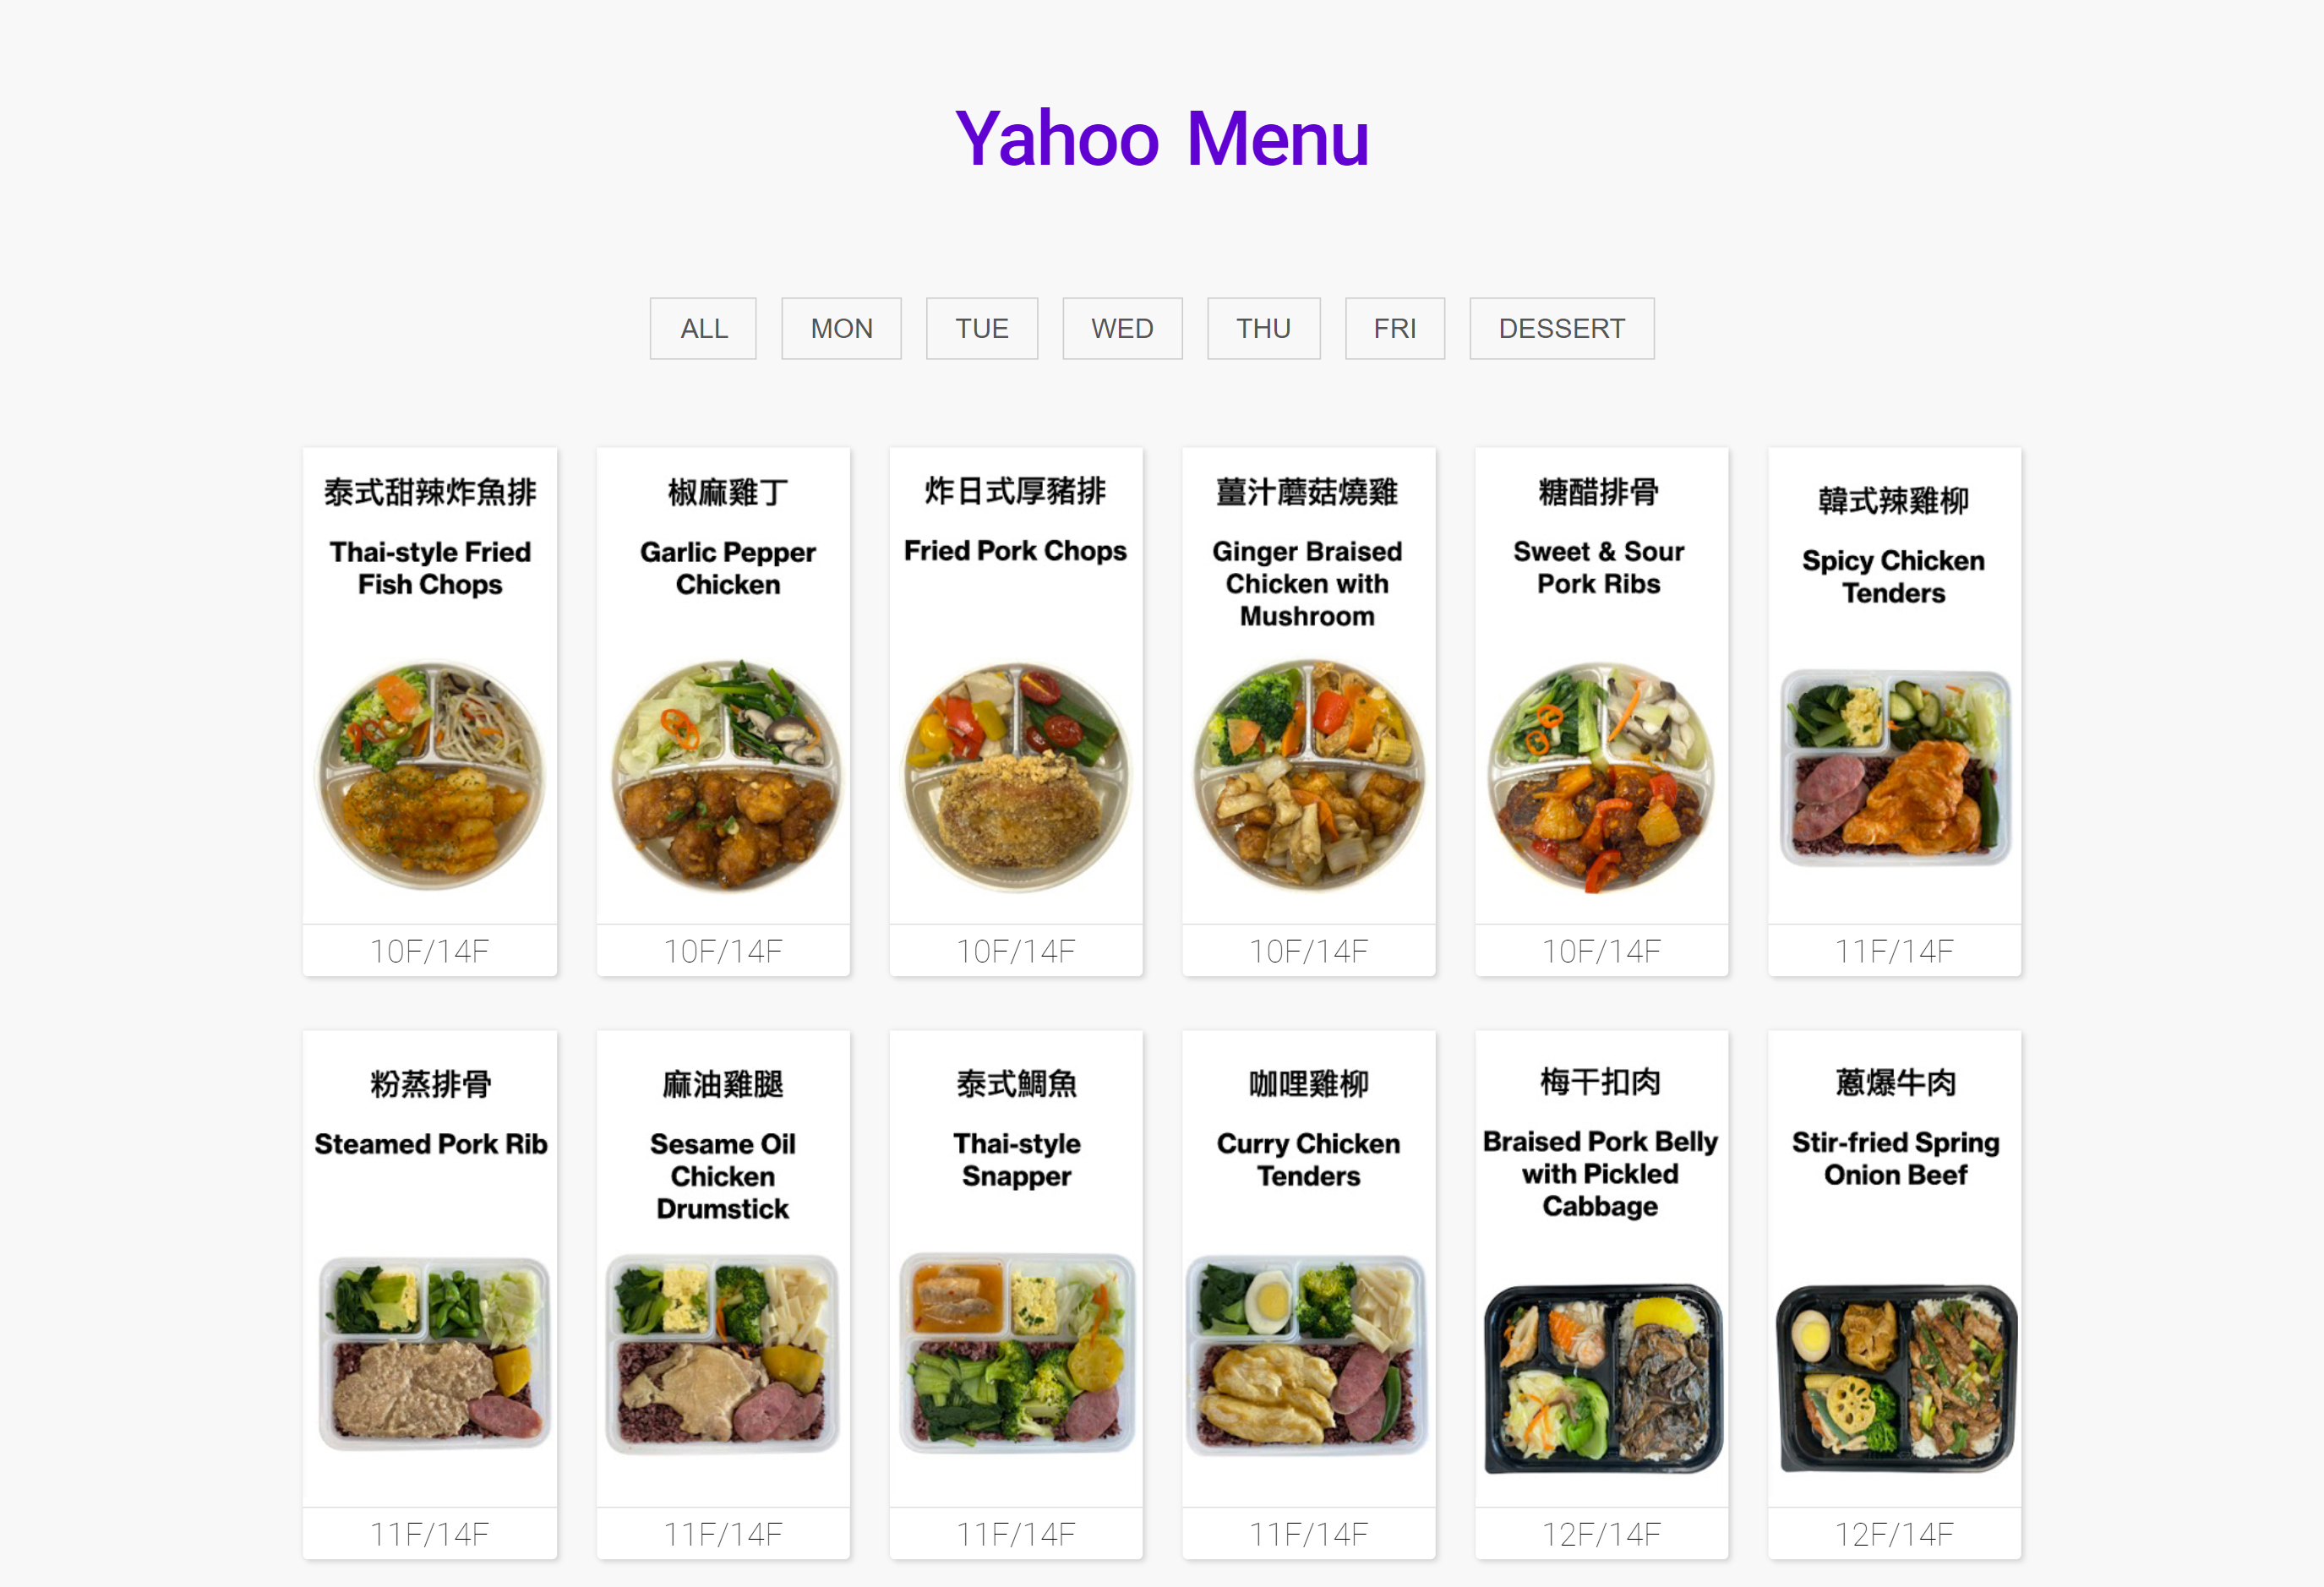 Yahoo Menu
ALL
MON
TUE
WED
THU
FRI
DESSERT
泰式甜辣炸魚排
Thai-style Fried
Fish Chops
10F/14F
椒麻雞丁
Garlic Pepper
Chicken
10F/14F
炸日式厚豬排
Fried Pork Chops
10F/14F
薑汁蘑菇燒雞
Ginger Braised
Chicken with
Mushroom
10F/14F
糖醋排骨
Sweet & Sour
Pork Ribs
10F/14F
韓式辣雞柳
Spicy Chicken
Tenders
11F/14F
粉蒸排骨
Steamed Pork Rib
11F/14F
麻油雞腿
Sesame Oil
Chicken
Drumstick
11F/14F
泰式鯛魚
Thai-style
Snapper
11F/14F
咖哩雞柳
Curry Chicken
Tenders
11F/14F
梅干扣肉
Braised Pork Belly
with Pickled
Cabbage
12F/14F
蔥爆牛肉
Stir-fried Spring
Onion Beef
12F/14F